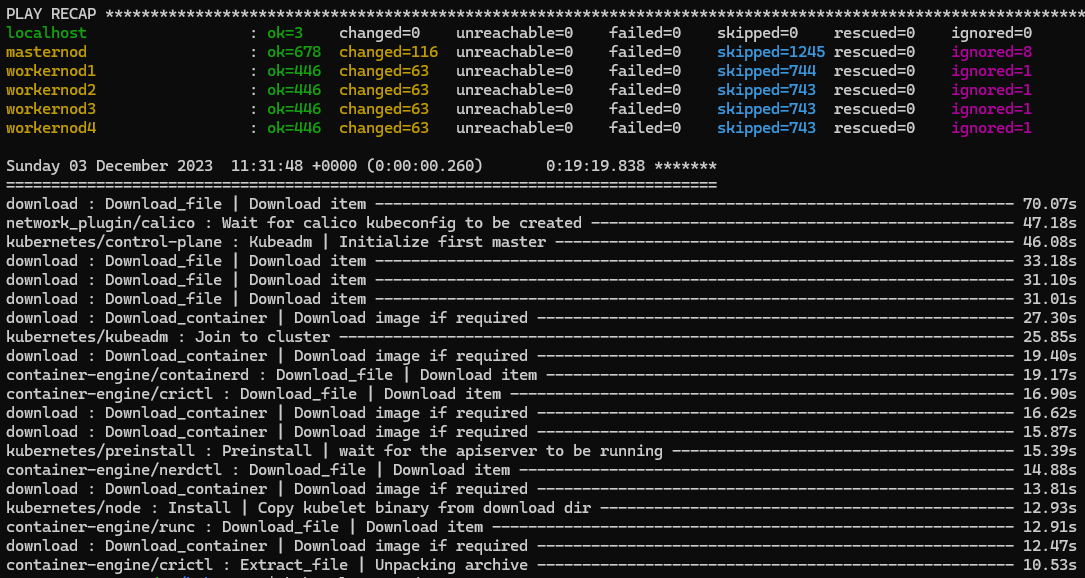 PLAY RECAP *************************************************************************************************************
localhost : ok=3 changed=0 unreachable=0 failed=0 skipped=0 rescued=0 ignored=0
masternod : ok=678 changed=116 unreachable=0 failed=0 skipped=1245 rescued=0 ignored=8
workernod1 : ok=446 changed=63 unreachable=0 failed=0 skipped=744 rescued=0 ignored=1
workernod2 : ok=446 changed=63 unreachable=0 failed=0 skipped=743 rescued=0 ignored=1
workernod3 : ok=446 changed=63 unreachable=0 failed=0 skipped=743 rescued=0 ignored=1
workernod4 : ok=446 changed=63 unreachable=0 failed=0 skipped=743 rescued=0 ignored=1
Sunday 03 December 2023 11:31:48 +0000 (0:00:00.260) 0:19:19.838 *******
===============================================================================
download : Download_file | Download item ----------------------------------------------------------------------- 70.07s
network_plugin/calico : Wait for calico kubeconfig to be created ----------------------------------------------- 47.18s
kubernetes/control-plane : Kubeadm | Initialize first master --------------------------------------------------- 46.08s
download : Download_file | Download item ----------------------------------------------------------------------- 33.18s
download : Download_file | Download item ----------------------------------------------------------------------- 31.10s
download : Download_file | Download item ----------------------------------------------------------------------- 31.01s
download : Download_container | Download image if required ----------------------------------------------------- 27.30s
kubernetes/kubeadm : Join to cluster --------------------------------------------------------------------------- 25.85s
download : Download_container | Download image if required ----------------------------------------------------- 19.40s
container-engine/containerd : Download_file | Download item ---------------------------------------------------- 19.17s
container-engine/crictl : Download_file | Download item -------------------------------------------------------- 16.90s
download : Download_container | Download image if required ----------------------------------------------------- 16.62s
download : Download_container | Download image if required ----------------------------------------------------- 15.87s
kubernetes/preinstall : Preinstall | wait for the apiserver to be running -------------------------------------- 15.39s
container-engine/nerdctl : Download_file | Download item ------------------------------------------------------- 14.88s
download : Download_container | Download image if required ----------------------------------------------------- 13.81s
kubernetes/node : Install | Copy kubelet binary from download dir ---------------------------------------------- 12.93s
container-engine/runc : Download_file | Download item ---------------------------------------------------------- 12.91s
download : Download_container | Download image if required ----------------------------------------------------- 12.47s
container-engine/crictl : Extract_file | Unpacking archive ----------------------------------------------------- 10.53s